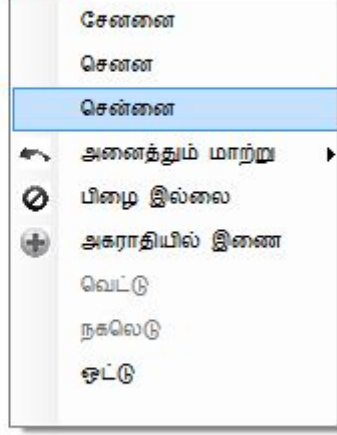 சேனனை
செனன
சென்னை
அனைத்தும் மாற்று
பிழை இல்லை
அகராதியில் இணை
வெட்டு
நகலெடு
ஒட்டு